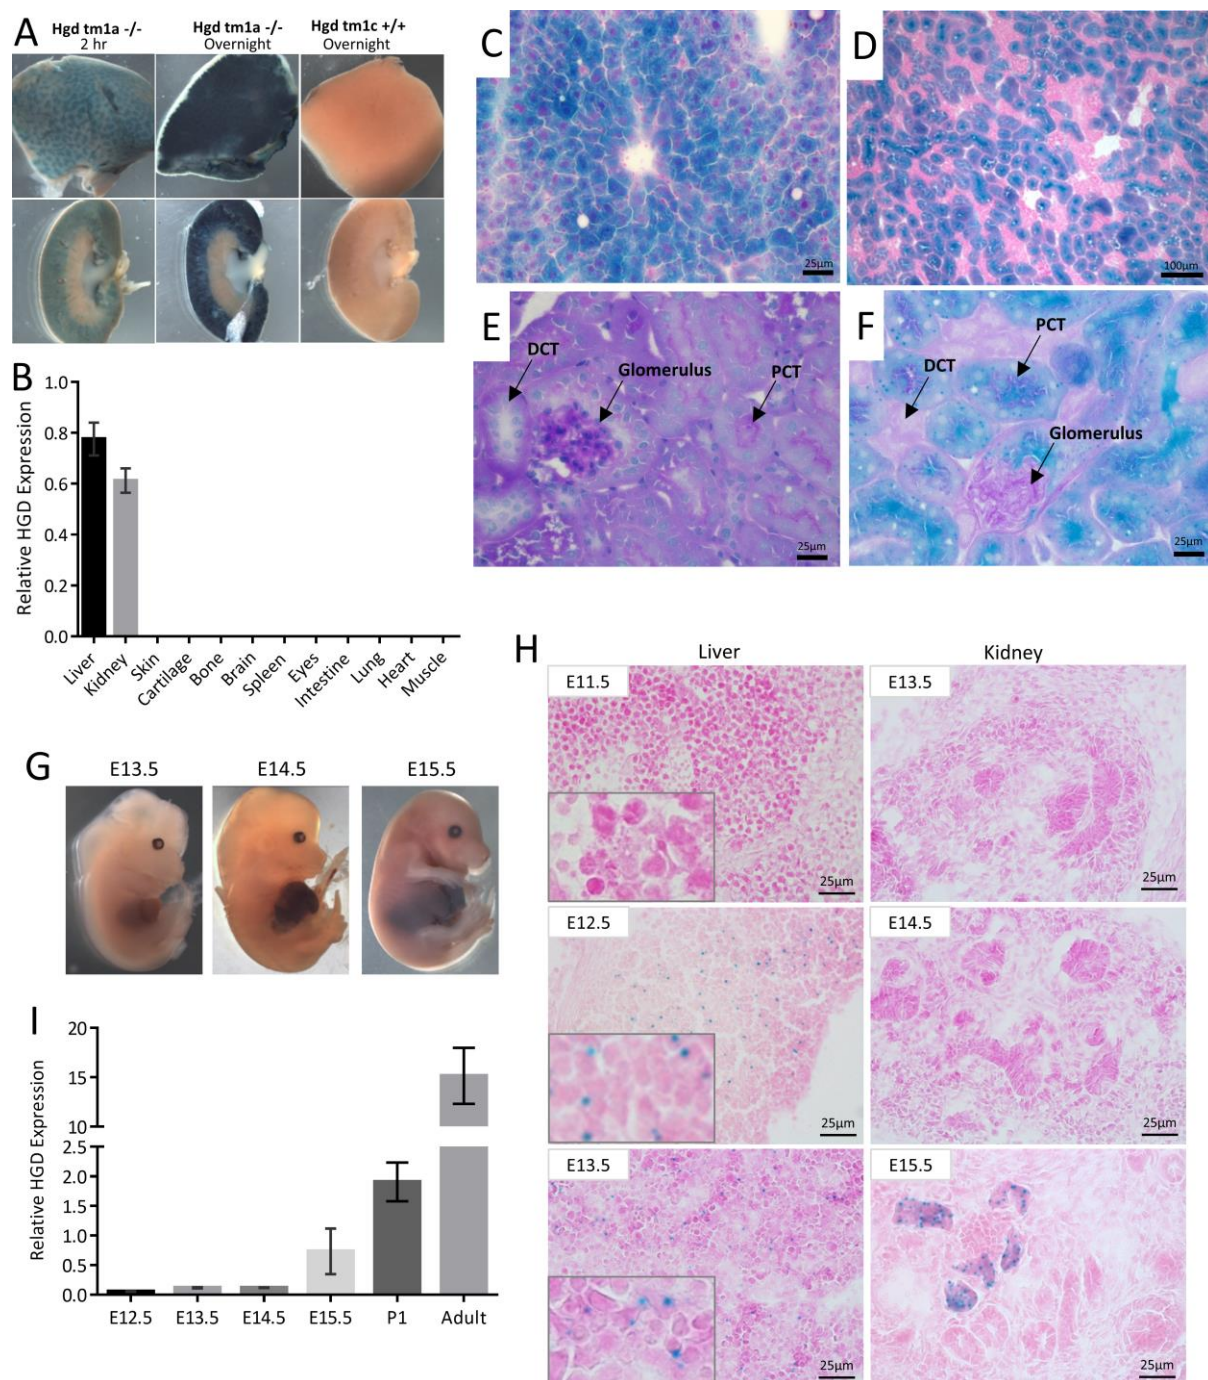 A
Hgd tm1a -/-
2 hr
Hgd tm1a -/-
Overnight
Hgd tm1c +/+
Overnight
B
Relative HGD Expression
1.0
0.8
0.6
0.4
0.2
0.0
Liver
Kidney
Skin
Cartilage
Bone
Brain
Spleen
Eyes
Intestine
Lung
Heart
Muscle
C
25µm
D
100µm
E
DCT
Glomerulus
PCT
25µm
F
PCT
DCT
Glomerulus
25µm
G
E13.5
E14.5
E15.5
H
Liver
Kidney
E11.5
25µm
E13.5
25µm
E12.5
25µm
E14.5
25µm
E13.5
25µm
E15.5
25µm
I
Relative HGD Expression
20
15
10
2.5
2.0
1.5
1.0
0.5
0.0
E12.5
E13.5
E14.5
E15.5
P1
Adult